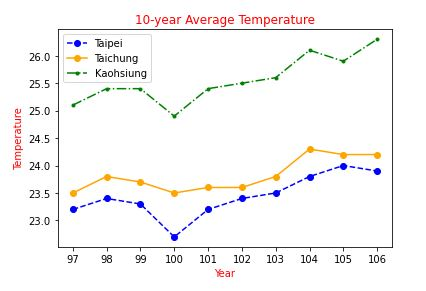 10-year Average Temperature
Taipei
Taichung
Kaohsiung
Temperature
26.0
25.5
25.0
24.5
24.0
23.5
23.0
97 98 99 100 101 102 103 104 105 106
Year